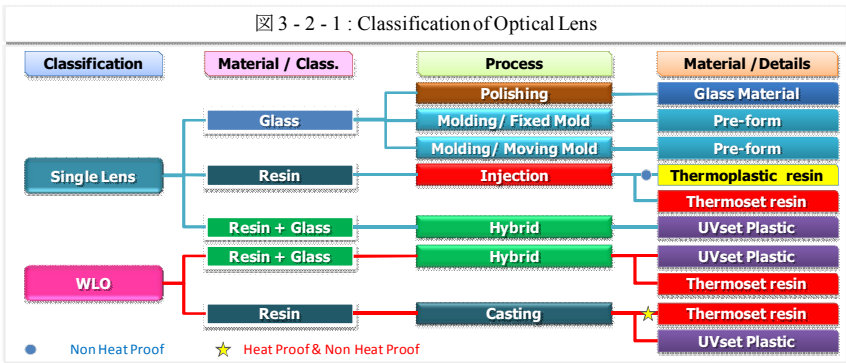 図 3 - 2 - 1 : Classification of Optical Lens
Classification Material / Class. Process Material /Details
Polishing Glass Material
Glass Molding/ Fixed Mold Pre-form
Molding/ Moving Mold Pre-form
Single Lens Resin Injection Thermoplastic resin
Thermoset resin
Resin + Glass Hybrid UVset Plastic
Resin + Glass Hybrid UVset Plastic
WLO Thermoset resin
Resin Casting Thermoset resin
UVset Plastic
Non Heat Proof Heat Proof & Non Heat Proof